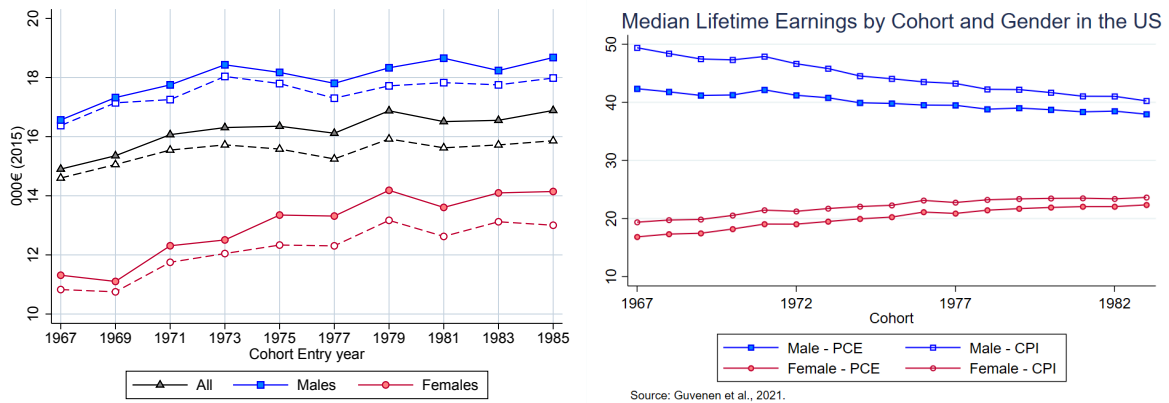 20
18
16
14
12
10
000€ (2015)
1967 1969 1971 1973 1975 1977 1979 1981 1983 1985
Cohort Entry year
All Males Females
Median Lifetime Earnings by Cohort and Gender in the US
50
40
30
20
10
1967 1972 1977 1982
Cohort
Male - PCE Male - CPI
Female - PCE Female - CPI
Source: Guvenen et al., 2021.